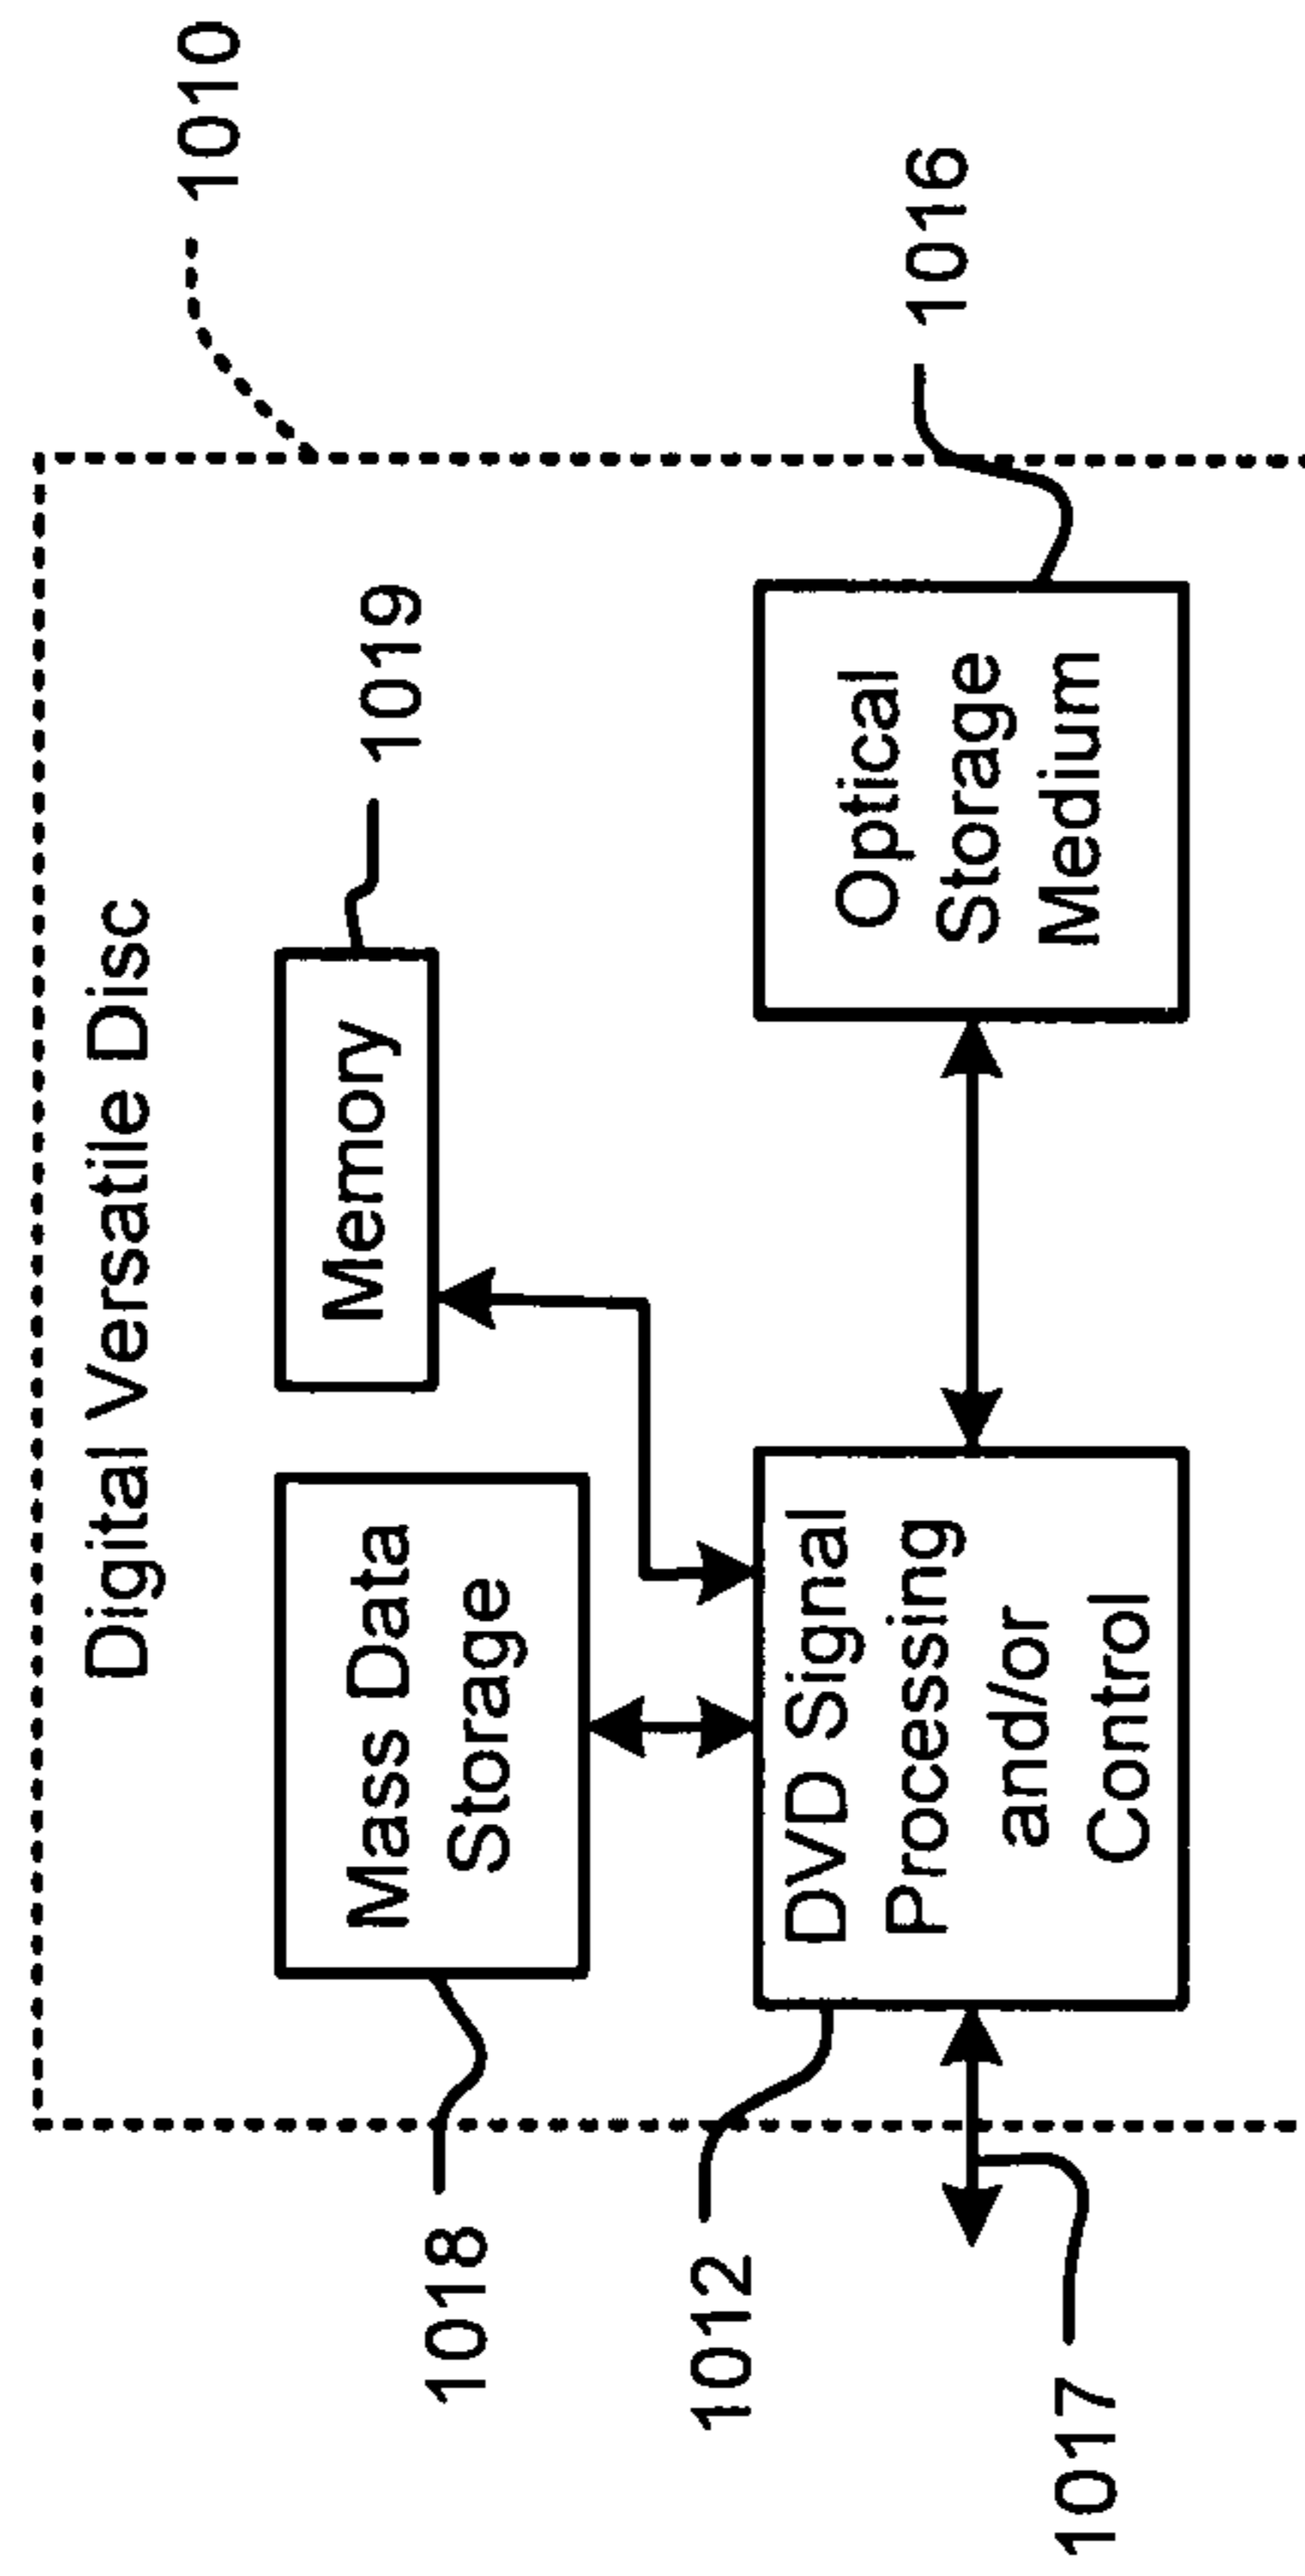 Digital Versatile Disc
1010
Mass Data
Storage
Memory
1019
1018
DVD Signal
Processing
and/or
Control
Optical
Storage
Medium
1016
1012
1017